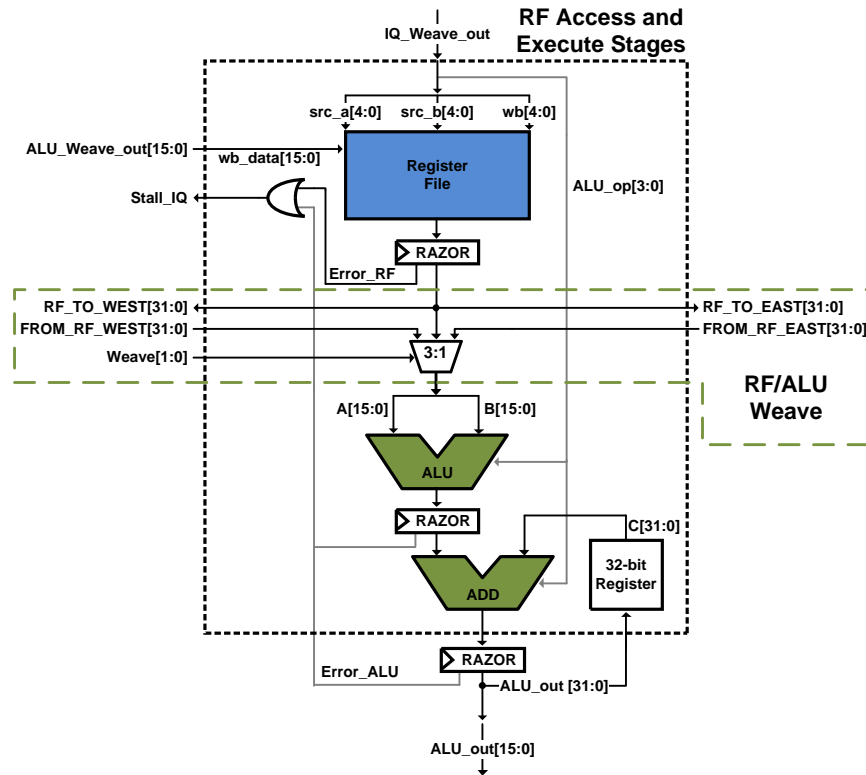 RF Access and
Execute Stages
IQ_Weave_out
src_a[4:0]
src_b[4:0]
wb[4:0]
ALU_Weave_out[15:0]
wb_data[15:0]
Register
File
ALU_op[3:0]
Stall_IQ
RAZOR
Error_RF
RF_TO_WEST[31:0]
RF_TO_EAST[31:0]
FROM_RF_WEST[31:0]
FROM_RF_EAST[31:0]
Weave[1:0]
3:1
RF/ALU
Weave
A[15:0]
B[15:0]
ALU
RAZOR
C[31:0]
32-bit
Register
ADD
RAZOR
Error_ALU
ALU_out [31:0]
ALU_out[15:0]